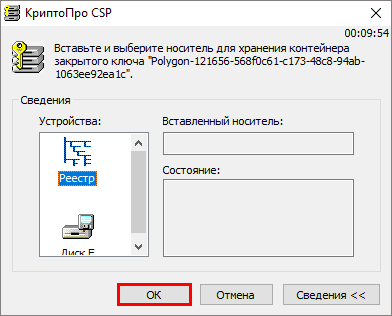 КриптоПро CSP
00:09:54
Вставьте и выберите носитель для хранения контейнера
закрытого ключа "Polygon-121656-568f0c61-c173-48c8-94ab-
1063ee92ea1c".
Сведения
Устройства:
Вставленный носитель:
Реестр
Состояние:
Диск E
ОК
Отмена
Сведения <<